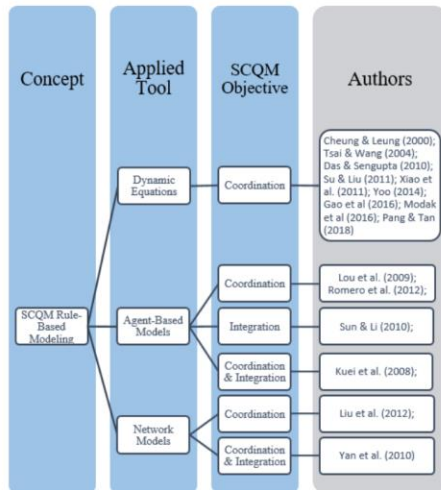 Concept
Applied
Tool
SCQM
Objective
Authors
Dynamic
Equations
Coordination
Cheung & Leung (2000);
Tsai & Wang (2004);
Das & Sengupta (2010);
Su & Liu (2011); Xiao et
al. (2011); Yoo (2014);
Gao et al (2016); Modak
et al (2016); Pang & Tan
(2018)
SCQM Rule-
Based Modeling
Agent-Based
Models
Coordination
Lou et al. (2009);
Romero et al. (2012);
Integration
Sun & Li (2010);
Coordination
& Integration
Kuei et al. (2008);
Network
Models
Coordination
Liu et al. (2012);
Coordination
& Integration
Yan et al. (2010)